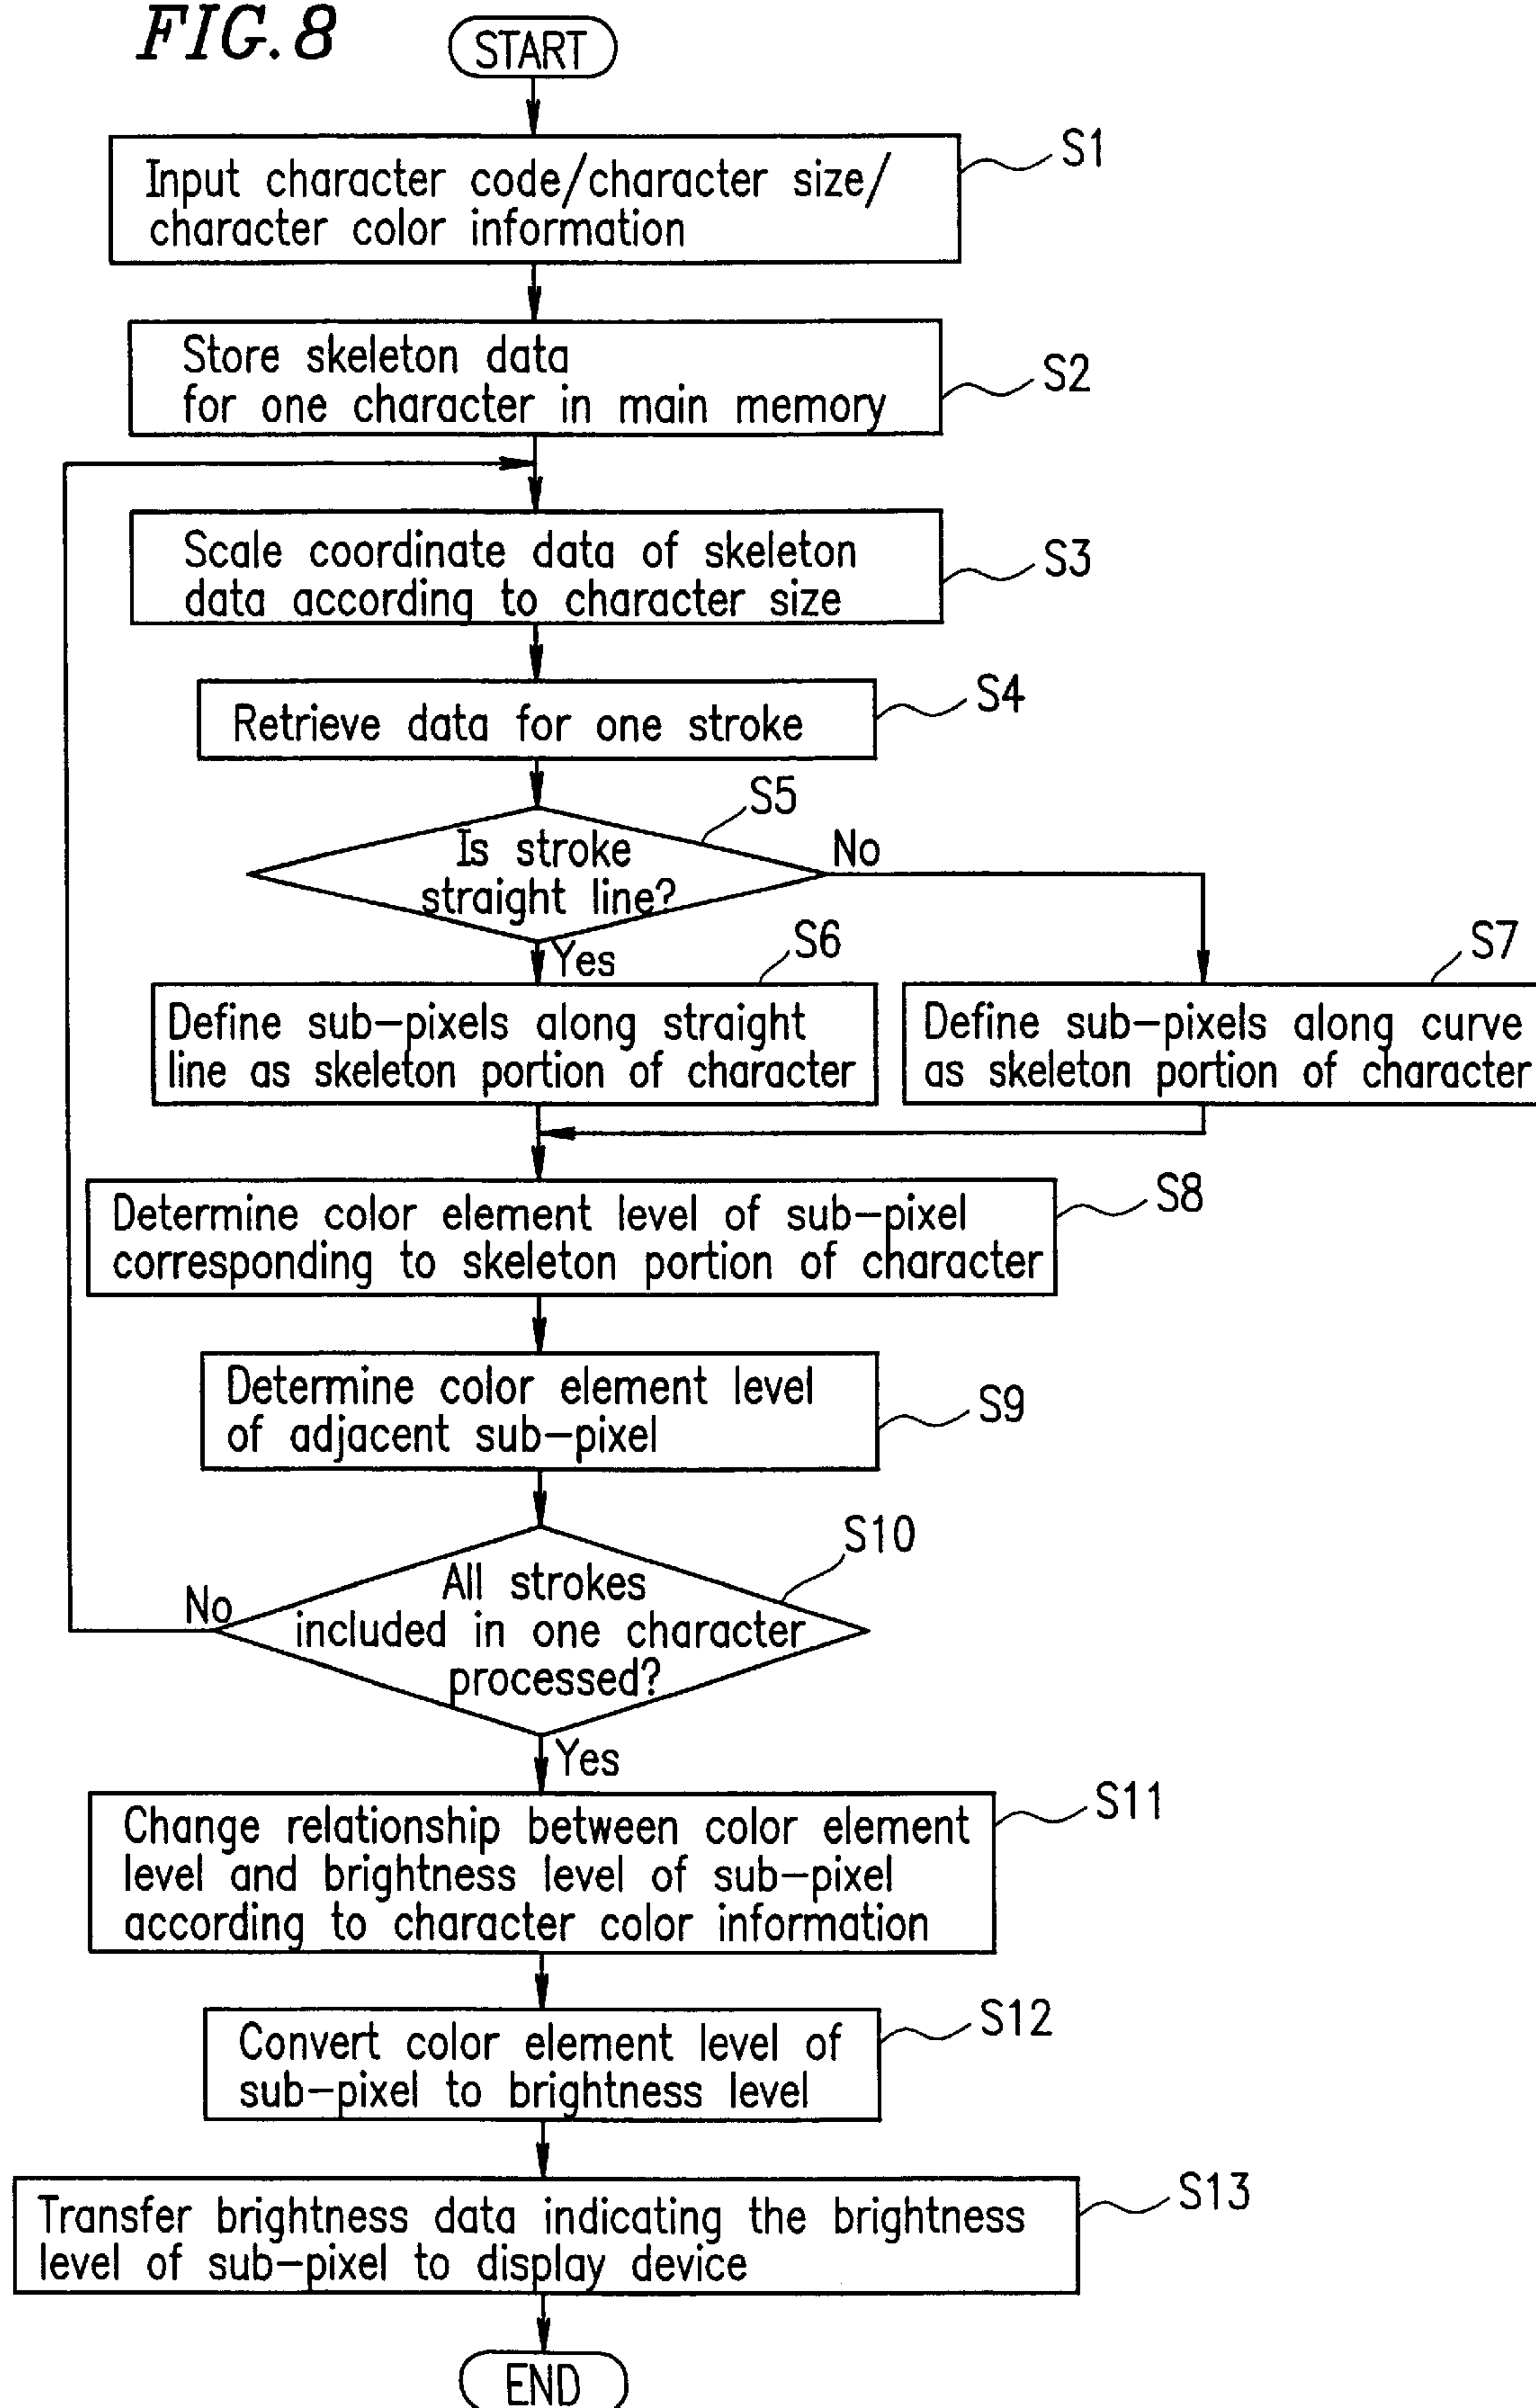 FIG. 8
START
S1
Input character code/character size/
character color information
Store skeleton data
for one character in main memory
S2
Scale coordinate data of skeleton
data according to character size
S3
Retrieve data for one stroke
S4
S5
Is stroke
straight line?
No
Yes
S6
S7
Define sub-pixels along straight
line as skeleton portion of character
Define sub-pixels along curve
as skeleton portion of character
Determine color element level of sub-pixel
corresponding to skeleton portion of character
S8
Determine color element level
of adjacent sub-pixel
S9
S10
All strokes
included in one character
processed?
No
Yes
Change relationship between color element
level and brightness level of sub-pixel
according to character color information
S11
Convert color element level of
sub-pixel to brightness level
S12
Transfer brightness data indicating the brightness
level of sub-pixel to display device
S13
END